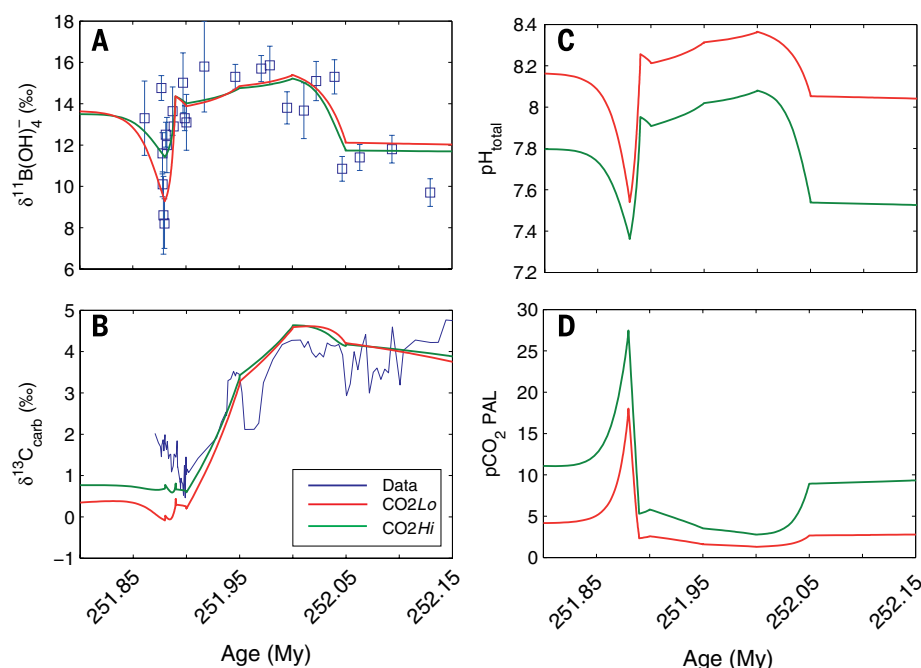 A
δ¹¹B(OH)₄⁻ (‰)
18
16
14
12
10
8
6
B
δ¹³C_carb (‰)
5
4
3
2
1
0
−1
Data
CO2Lo
CO2Hi
251.85
251.95
252.05
252.15
Age (My)
C
pH_total
8.4
8.2
8.0
7.8
7.6
7.4
7.2
D
pCO₂ PAL
30
25
20
15
10
5
0
251.85
251.95
252.05
252.15
Age (My)